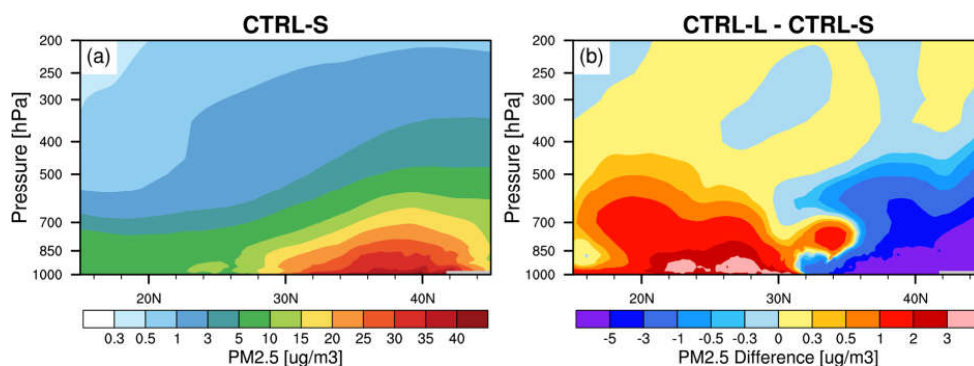 CTRL-S
(a)
Pressure [hPa]
200
250
300
400
500
700
850
1000
20N 30N 40N
0.3 0.5 1 3 5 10 15 20 25 30 35 40
PM2.5 [ug/m3]
CTRL-L - CTRL-S
(b)
Pressure [hPa]
200
250
300
400
500
700
850
1000
20N 30N 40N
-5 -3 -1 -0.5 -0.3 0 0.3 0.5 1 2 3
PM2.5 Difference [ug/m3]